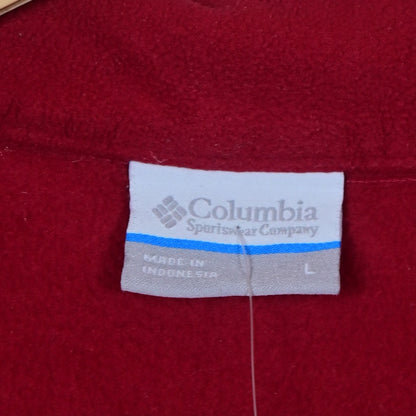 Columbia
Sportswear Company
MADE IN
INDONESIA
L